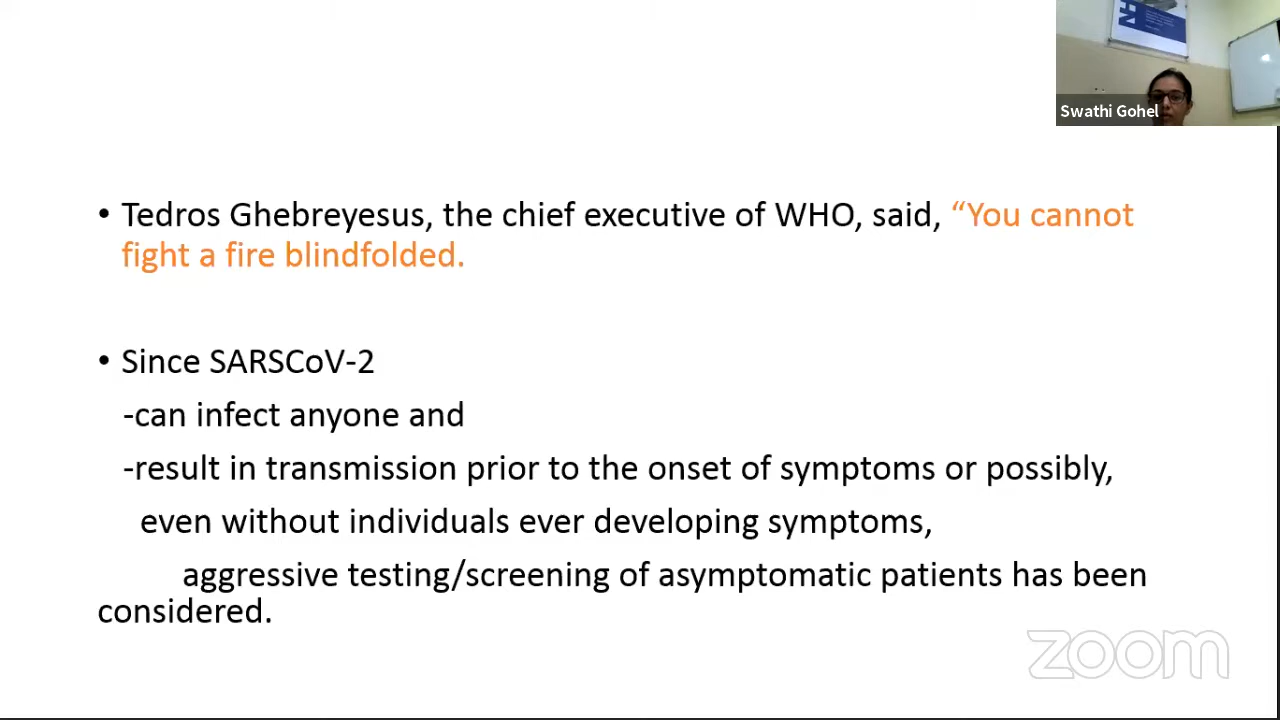 Swathi Gohel
• Tedros Ghebreyesus, the chief executive of WHO, said, “You cannot
fight a fire blindfolded.
• Since SARSCoV-2
-can infect anyone and
-result in transmission prior to the onset of symptoms or possibly,
even without individuals ever developing symptoms,
aggressive testing/screening of asymptomatic patients has been
considered.
zoom